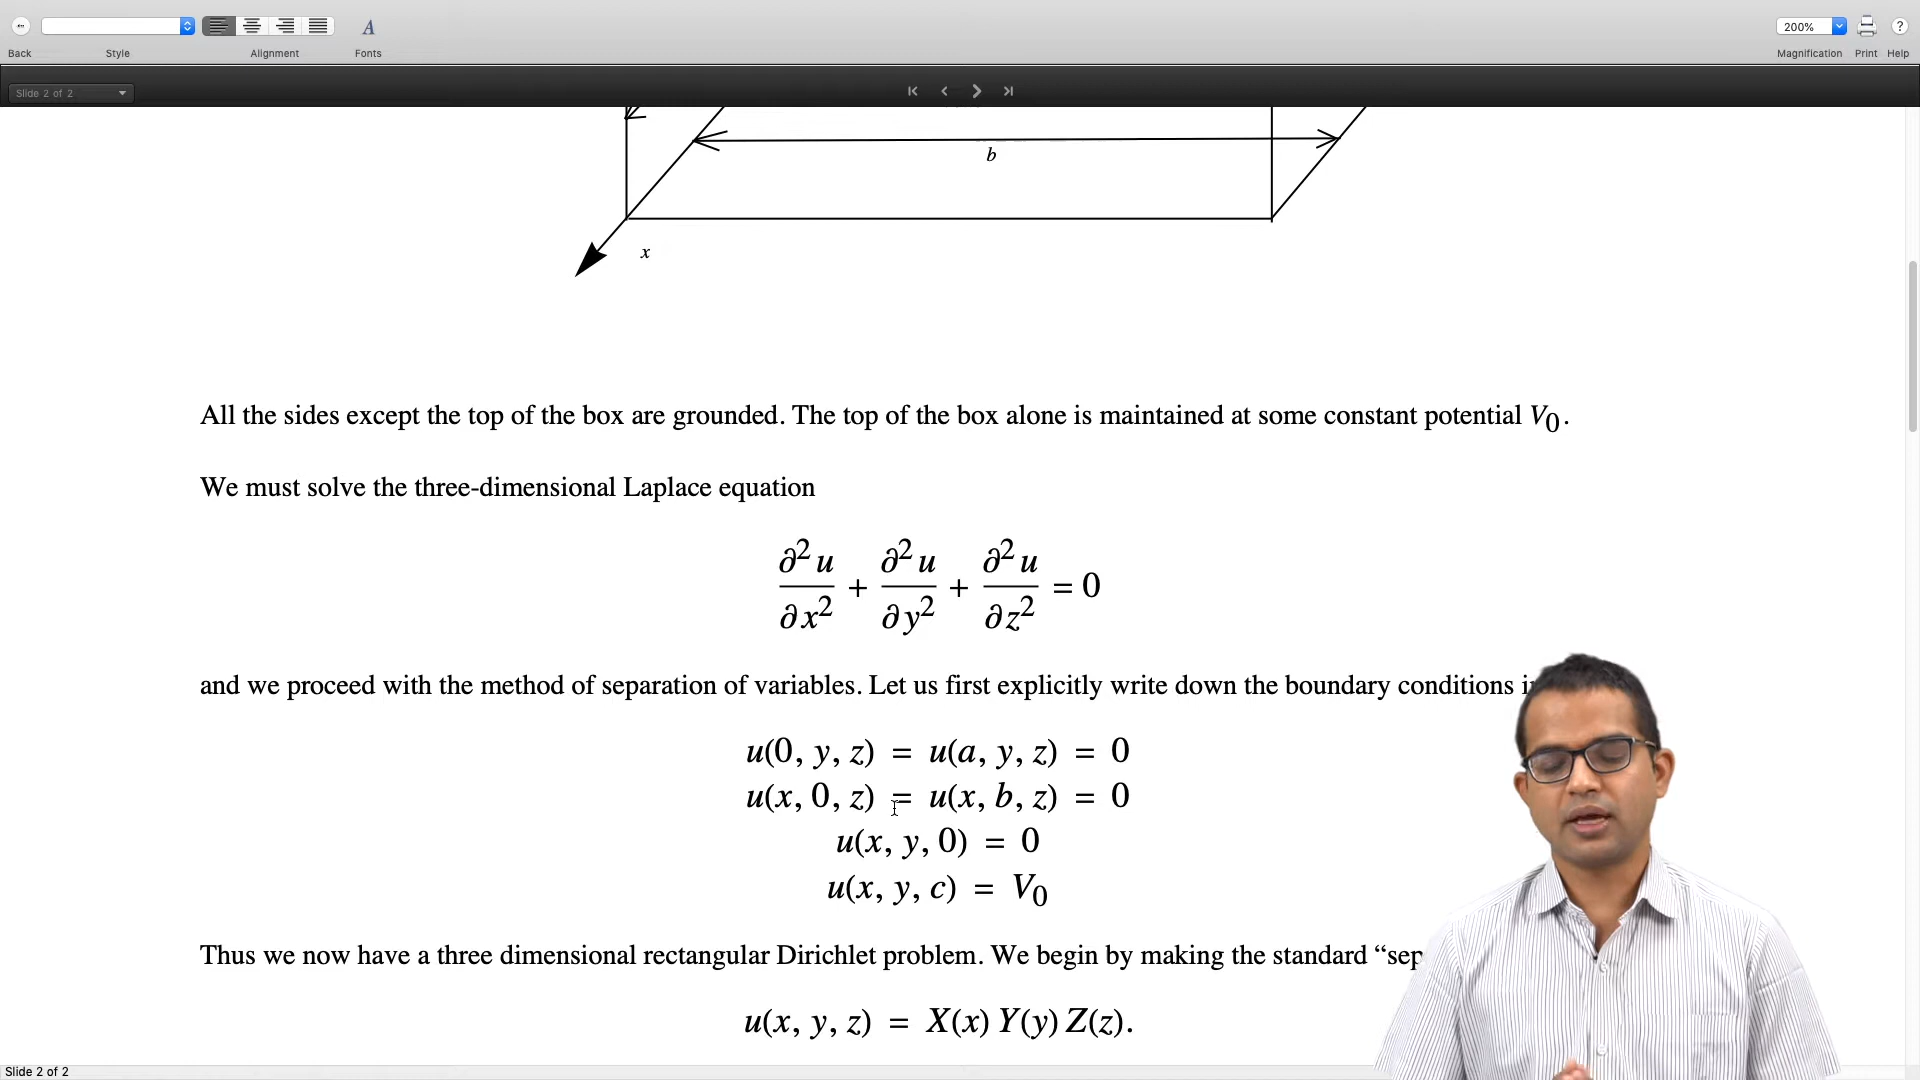 200%
Back Style Alignment Fonts Magnification Print Help
Slide 2 of 2
b
x
All the sides except the top of the box are grounded. The top of the box alone is maintained at some constant potential V₀.
We must solve the three-dimensional Laplace equation
∂²u/∂x² + ∂²u/∂y² + ∂²u/∂z² = 0
and we proceed with the method of separation of variables. Let us first explicitly write down the boundary conditions
u(0, y, z) = u(a, y, z) = 0
u(x, 0, z) = u(x, b, z) = 0
u(x, y, 0) = 0
u(x, y, c) = V₀
Thus we now have a three dimensional rectangular Dirichlet problem. We begin by making the standard “sep
u(x, y, z) = X(x) Y(y) Z(z).
Slide 2 of 2